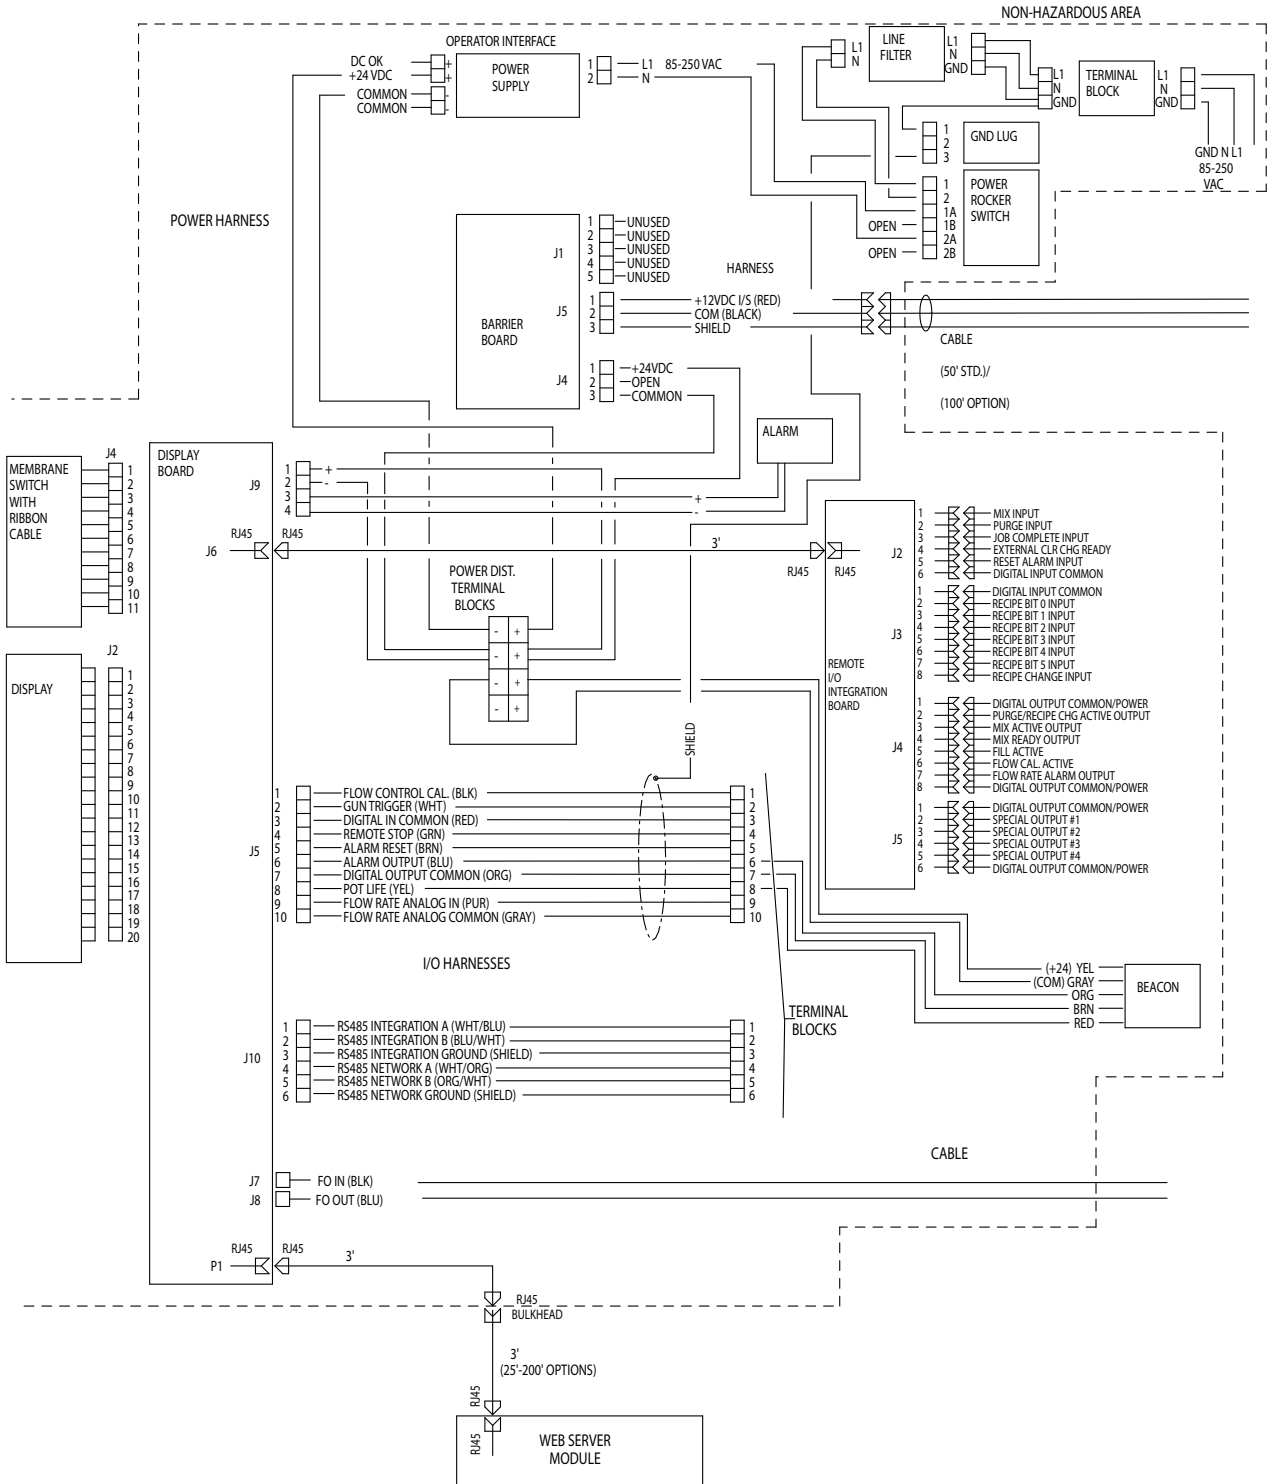 NON-HAZARDOUS AREA
OPERATOR INTERFACE
DC OK
+24 VDC
COMMON
COMMON
+
+
-
-
POWER
SUPPLY
1
2
L1 85-250 VAC
N
L1
N
LINE
FILTER
L1
N
GND
L1
N
GND
TERMINAL
BLOCK
L1
N
GND
GND N L1
85-250
VAC
1
2
3
GND LUG
1
2
1A
1B
2A
2B
OPEN
OPEN
POWER
ROCKER
SWITCH
POWER HARNESS
BARRIER
BOARD
J1
1 UNUSED
2 UNUSED
3 UNUSED
4 UNUSED
5 UNUSED
HARNESS
J5
1 +12VDC I/S (RED)
2 COM (BLACK)
3 SHIELD
J4
1 +24VDC
2 OPEN
3 COMMON
CABLE
(50' STD.)/
(100' OPTION)
ALARM
+
-
MEMBRANE
SWITCH
WITH
RIBBON
CABLE
J4
1
2
3
4
5
6
7
8
9
10
11
DISPLAY
BOARD
J9
1 +
2 -
3
4
J6
RJ45
RJ45
3'
RJ45
RJ45
POWER DIST.
TERMINAL
BLOCKS
- +
- +
- +
- +
SHIELD
REMOTE
I/O
INTEGRATION
BOARD
J2
1 MIX INPUT
2 PURGE INPUT
3 JOB COMPLETE INPUT
4 EXTERNAL CLR CHG READY
5 RESET ALARM INPUT
6 DIGITAL INPUT COMMON
J3
1 DIGITAL INPUT COMMON
2 RECIPE BIT 0 INPUT
3 RECIPE BIT 1 INPUT
4 RECIPE BIT 2 INPUT
5 RECIPE BIT 3 INPUT
6 RECIPE BIT 4 INPUT
7 RECIPE BIT 5 INPUT
8 RECIPE CHANGE INPUT
J4
1 DIGITAL OUTPUT COMMON/POWER
2 PURGE/RECIPE CHG ACTIVE OUTPUT
3 MIX ACTIVE OUTPUT
4 MIX READY OUTPUT
5 FILL ACTIVE
6 FLOW CAL. ACTIVE
7 FLOW RATE ALARM OUTPUT
8 DIGITAL OUTPUT COMMON/POWER
J5
1 DIGITAL OUTPUT COMMON/POWER
2 SPECIAL OUTPUT #1
3 SPECIAL OUTPUT #2
4 SPECIAL OUTPUT #3
5 SPECIAL OUTPUT #4
6 DIGITAL OUTPUT COMMON/POWER
DISPLAY
J2
1
2
3
4
5
6
7
8
9
10
11
12
13
14
15
16
17
18
19
20
J5
1 FLOW CONTROL CAL. (BLK) 1
2 GUN TRIGGER (WHT) 2
3 DIGITAL IN COMMON (RED) 3
4 REMOTE STOP (GRN) 4
5 ALARM RESET (BRN) 5
6 ALARM OUTPUT (BLU) 6
7 DIGITAL OUTPUT COMMON (ORG) 7
8 POT LIFE (YEL) 8
9 FLOW RATE ANALOG IN (PUR) 9
10 FLOW RATE ANALOG COMMON (GRAY) 10
I/O HARNESSES
TERMINAL
BLOCKS
(+24) YEL
(COM) GRAY
ORG
BRN
RED
BEACON
J10
1 RS485 INTEGRATION A (WHT/BLU) 1
2 RS485 INTEGRATION B (BLU/WHT) 2
3 RS485 INTEGRATION GROUND (SHIELD) 3
4 RS485 NETWORK A (WHT/ORG) 4
5 RS485 NETWORK B (ORG/WHT) 5
6 RS485 NETWORK GROUND (SHIELD) 6
CABLE
J7 FO IN (BLK)
J8 FO OUT (BLU)
P1
RJ45
RJ45
3'
RJ45
BULKHEAD
3'
(25'-200' OPTIONS)
RJ45
RJ45
WEB SERVER
MODULE